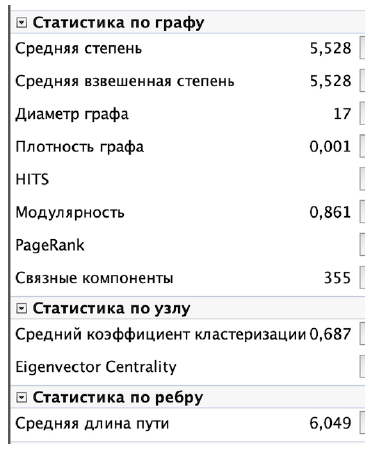 Статистика по графу
Средняя степень 5,528
Средняя взвешенная степень 5,528
Диаметр графа 17
Плотность графа 0,001
HITS
Модулярность 0,861
PageRank
Связные компоненты 355
Статистика по узлу
Средний коэффициент кластеризации 0,687
Eigenvector Centrality
Статистика по ребру
Средняя длина пути 6,049